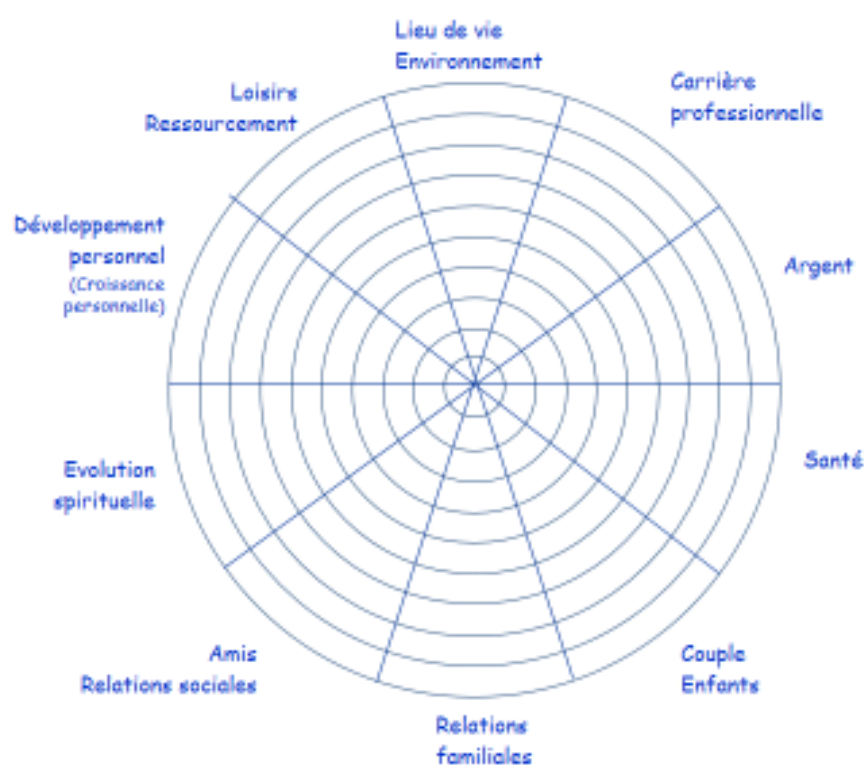 Lieu de vie
Environnement
Carrière
professionnelle
Argent
Santé
Couple
Enfants
Relations
familiales
Amis
Relations sociales
Evolution
spirituelle
Développement
personnel
(Croissance
personnelle)
Loisirs
Ressourcement